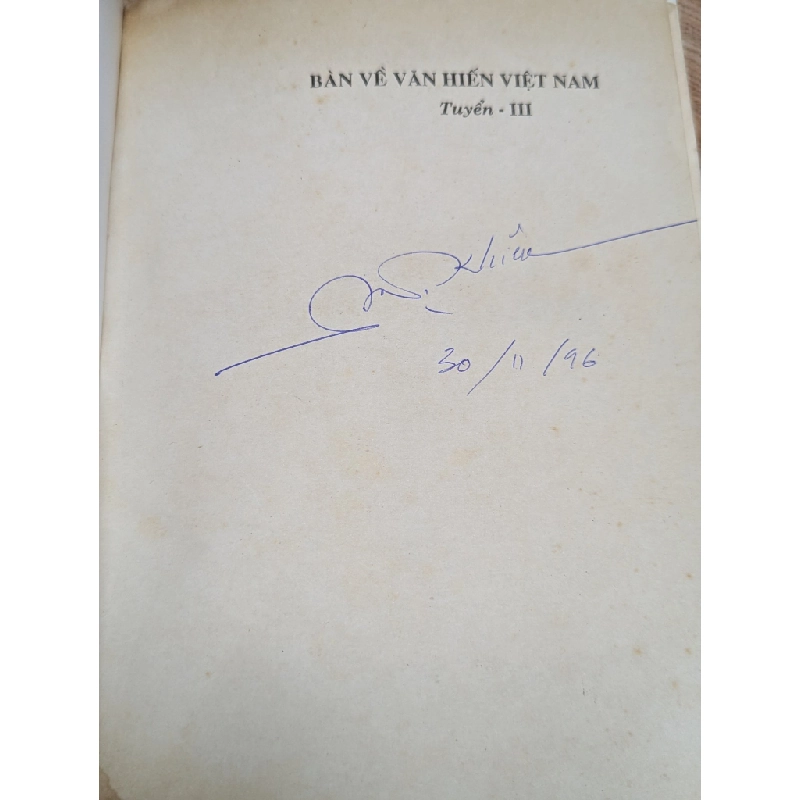 BÀN VỀ VĂN HIẾN VIỆT NAM
Tuyển - III
30/11/96